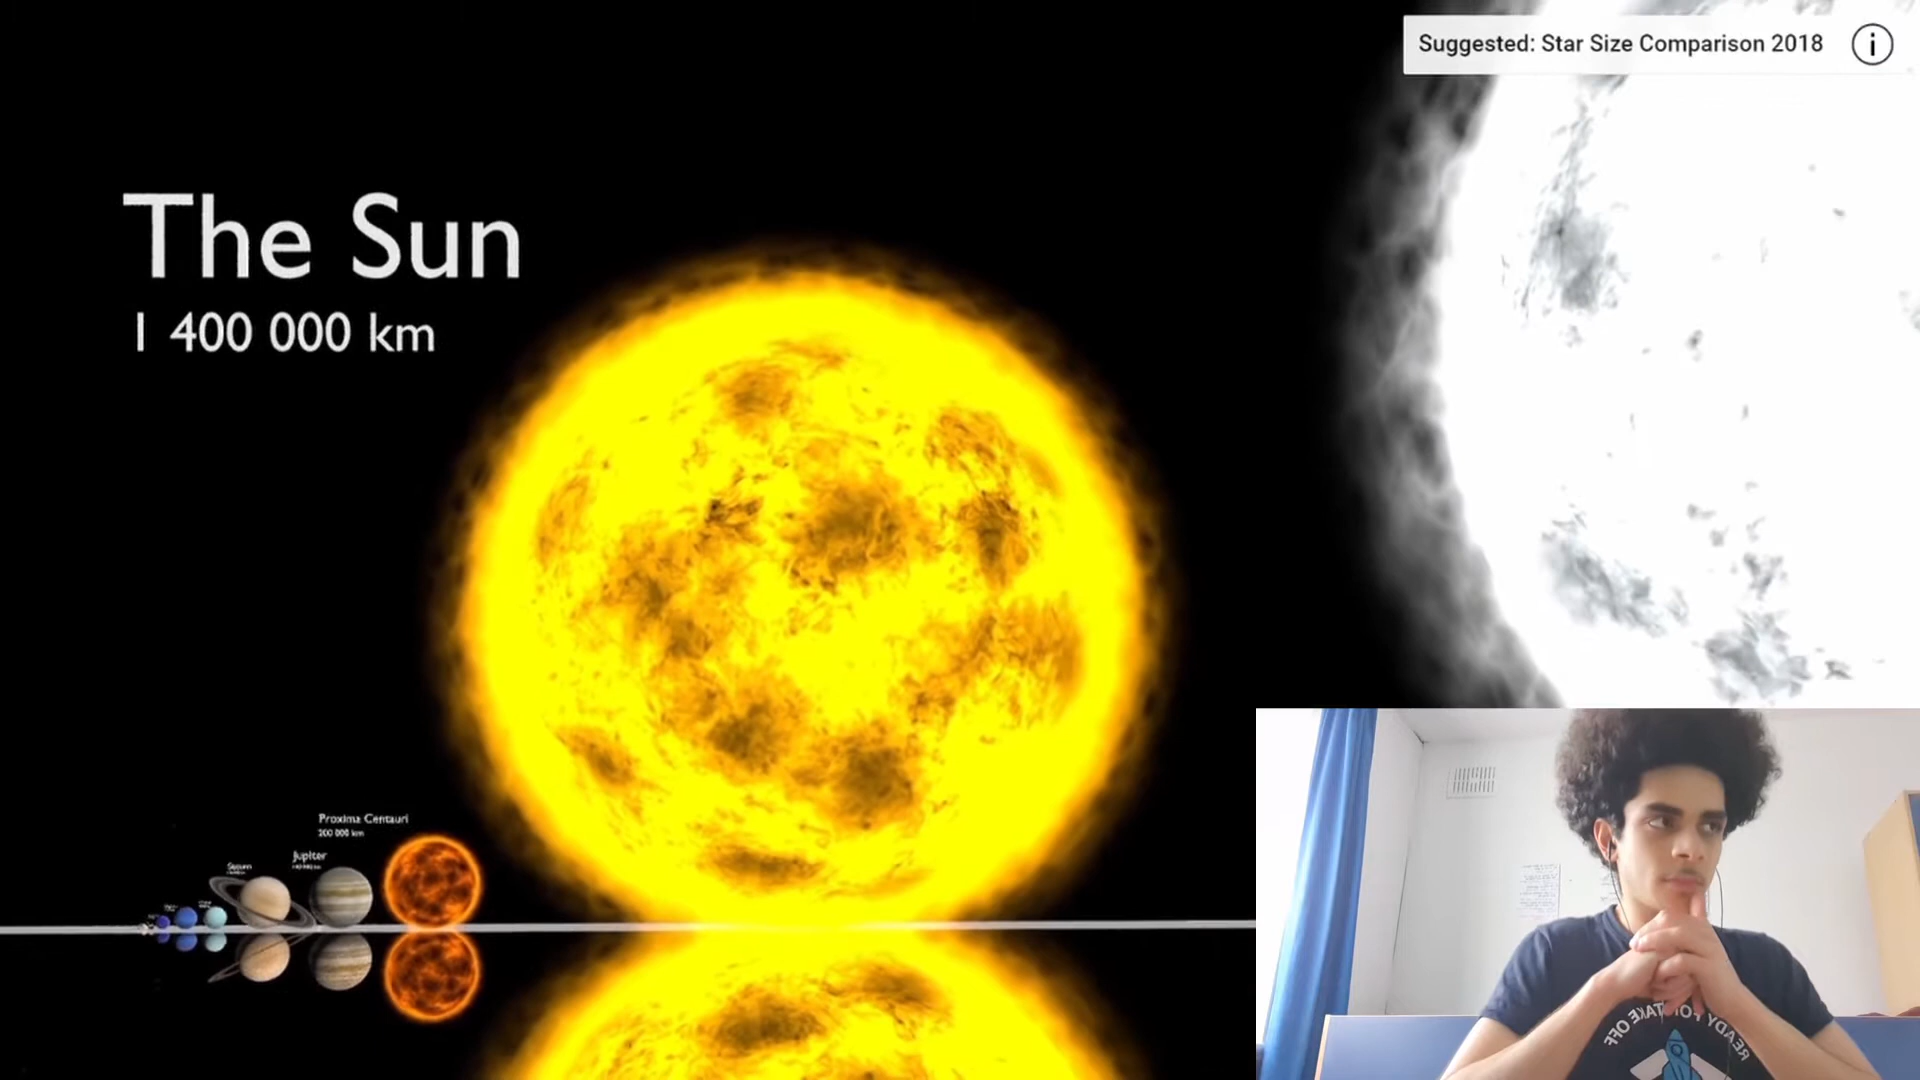 Suggested: Star Size Comparison 2018
The Sun
1 400 000 km
Proxima Centauri
200 000 km
Jupiter
Saturn
READY FOR TAKE OFF